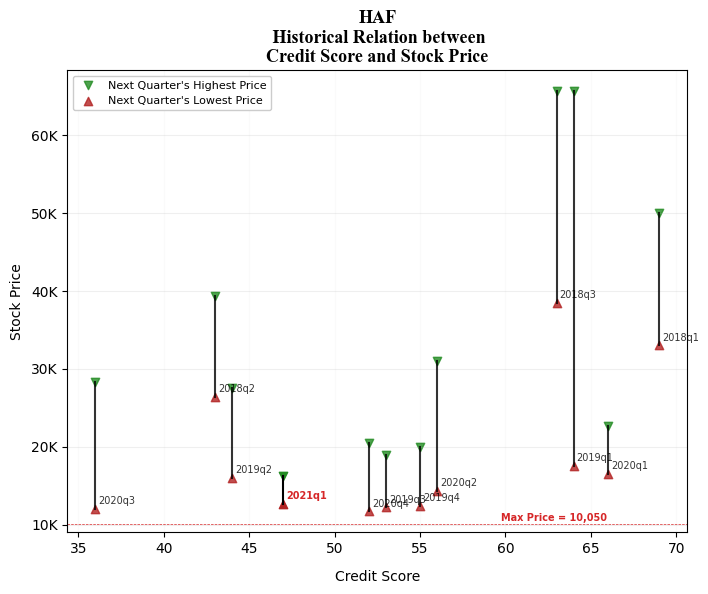 HAF
Historical Relation between
Credit Score and Stock Price
Next Quarter's Highest Price
Next Quarter's Lowest Price
Stock Price
60K
50K
40K
30K
20K
10K
2018q3
2018q1
2018q2
2019q1
2020q1
2019q2
2020q2
2021q1
2020q3
2020q4
2019q3
2019q4
Max Price = 10,050
35 40 45 50 55 60 65 70
Credit Score